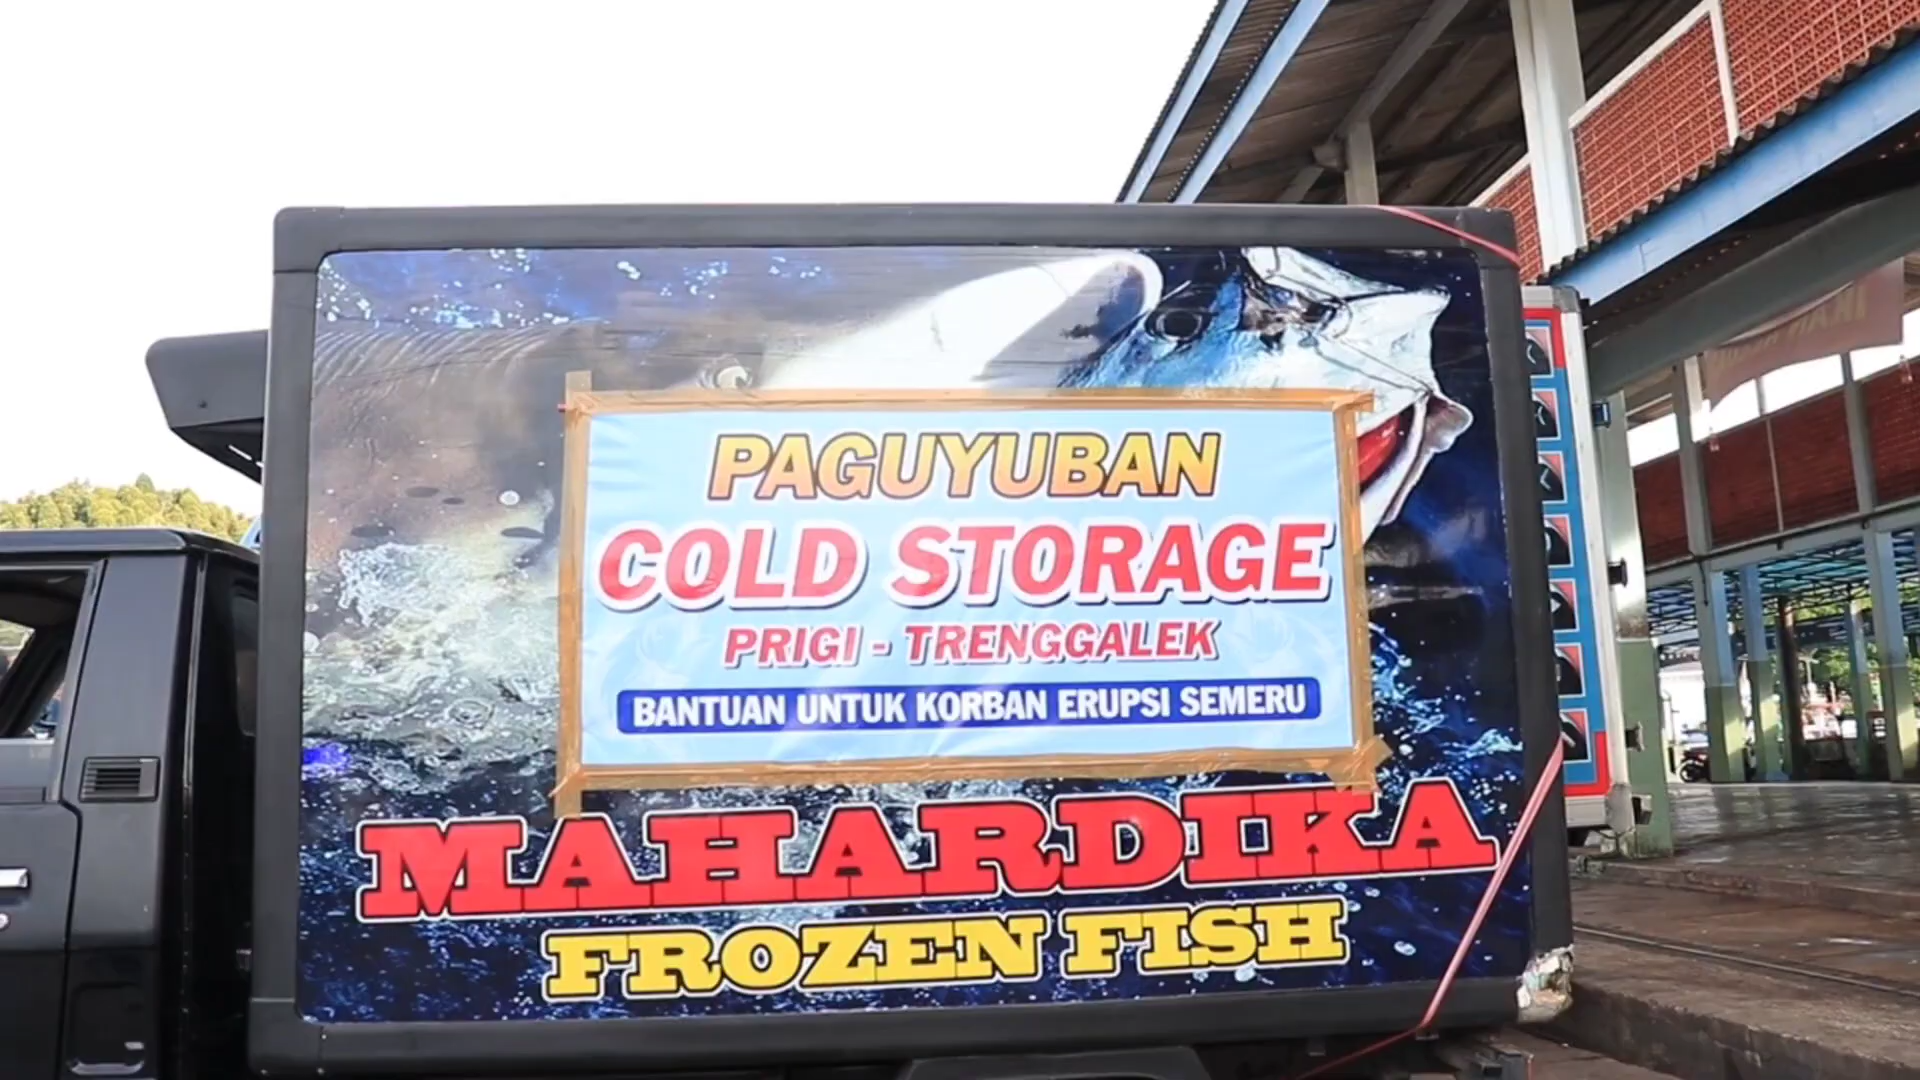 PAGUYUBAN
COLD STORAGE
PRIGI - TRENGGALEK
BANTUAN UNTUK KORBAN ERUPSI SEMERU
MAHARDIKA
FROZEN FISH